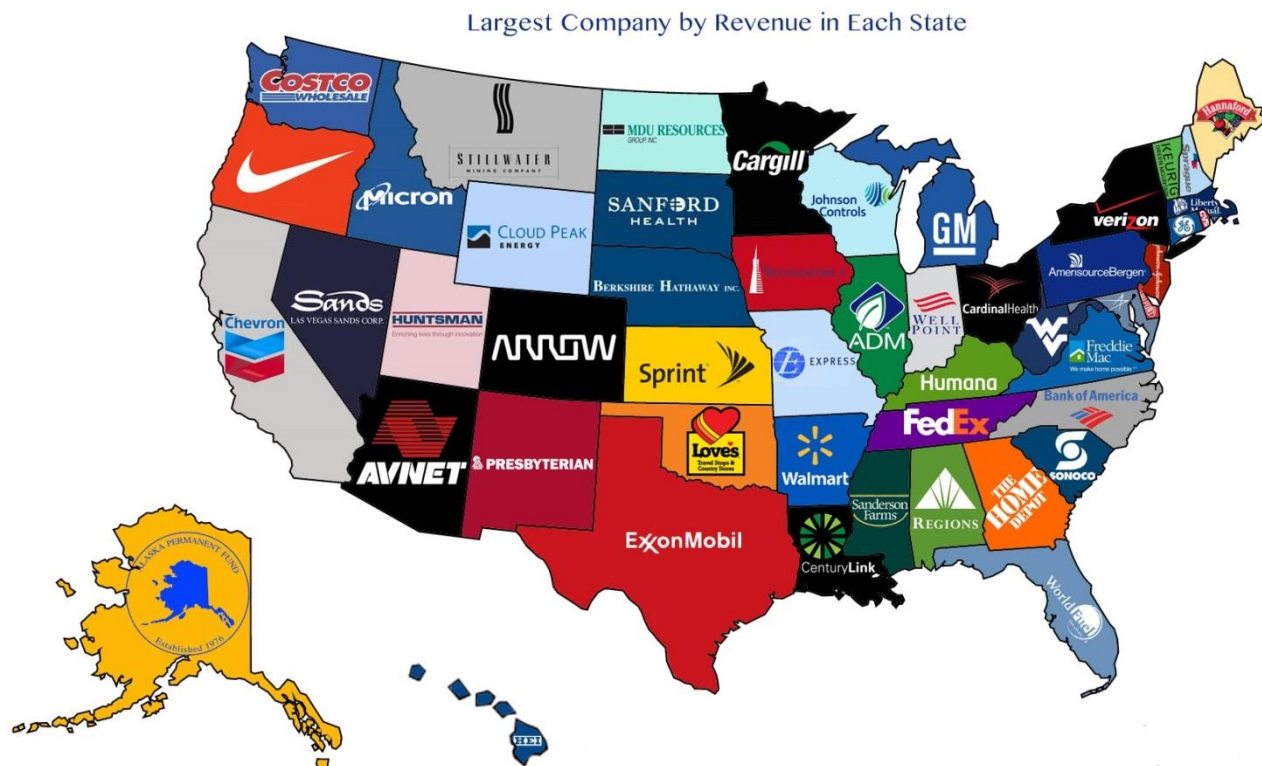 Largest Company by Revenue in Each State
COSTCO
WHOLESALE
STILLWATER
MINING COMPANY
MDU RESOURCES
GROUP, INC
Cargill
Johnson
Controls
GM
Hannaford
KEURIG
Sprague
Liberty
Mutual
verizon
GE
Micron
CLOUD PEAK
ENERGY
SANFORD
HEALTH
BERKSHIRE HATHAWAY INC.
ADM
WELL
POINT
CardinalHealth
AmerisourceBergen
WV
Freddie
Mac
We make home possible
Chevron
Sands
LAS VEGAS SANDS CORP.
HUNTSMAN
Enriching lives through innovation
ARROW
Sprint
E EXPRESS
Humana
FedEx
Bank of America
AVNET
PRESBYTERIAN
Love's
Travel Stops &
Country Stores
Walmart
SONOCO
Sanderson
Farms
REGIONS
THE
HOME
DEPOT
ExxonMobil
CenturyLink
World Fuel
ALASKA PERMANENT FUND
Established 1976
HEI